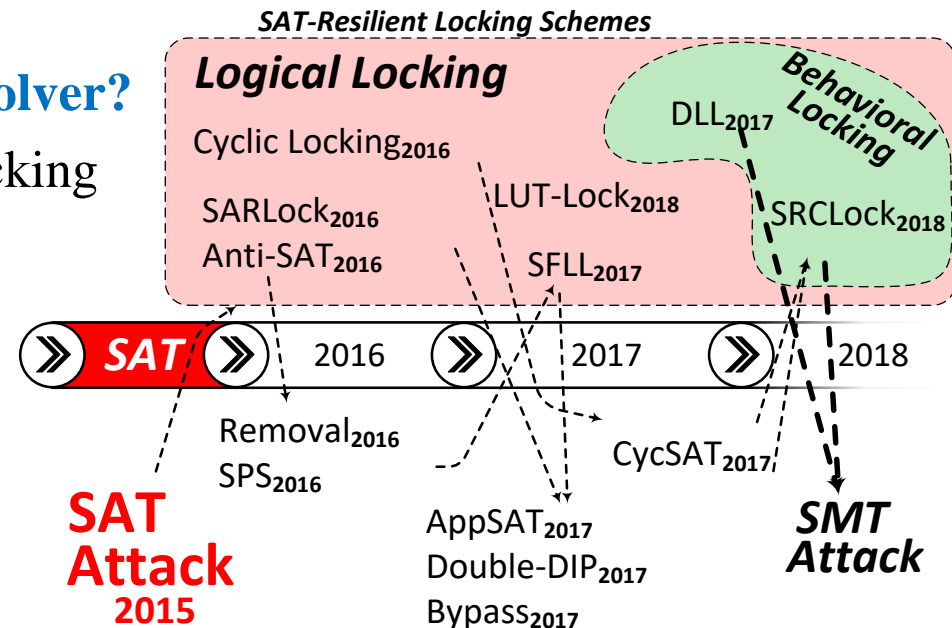 SAT-Resilient Locking Schemes
olver?
cking
Logical Locking
Behavioral
Locking
DLL2017
Cyclic Locking2016
LUT-Lock2018
SARLock2016
SRCLock2018
Anti-SAT2016
SFLL2017
SAT 2016 2017 2018
Removal2016
SPS2016
CycSAT2017
SAT
Attack
2015
AppSAT2017
Double-DIP2017
Bypass2017
SMT
Attack